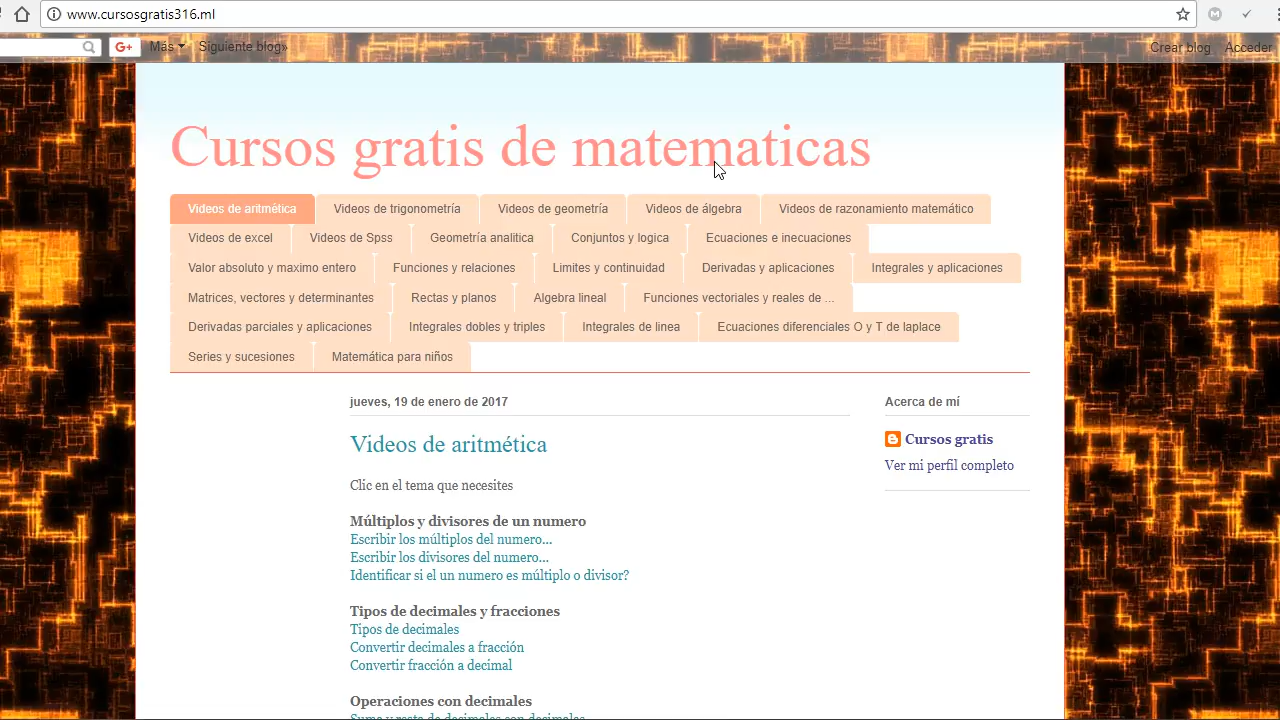 www.cursosgratis316.ml
G+ Más Siguiente blog» Crear blog Acceder
Cursos gratis de matematicas
Videos de aritmética Videos de trigonometría Videos de geometría Videos de álgebra Videos de razonamiento matemático
Videos de excel Videos de Spss Geometría analitica Conjuntos y logica Ecuaciones e inecuaciones
Valor absoluto y maximo entero Funciones y relaciones Limites y continuidad Derivadas y aplicaciones Integrales y aplicaciones
Matrices, vectores y determinantes Rectas y planos Algebra lineal Funciones vectoriales y reales de ...
Derivadas parciales y aplicaciones Integrales dobles y triples Integrales de linea Ecuaciones diferenciales O y T de laplace
Series y sucesiones Matemática para niños
jueves, 19 de enero de 2017
Videos de aritmética
Clic en el tema que necesites
Múltiplos y divisores de un numero
Escribir los múltiplos del numero...
Escribir los divisores del numero...
Identificar si el un numero es múltiplo o divisor?
Tipos de decimales y fracciones
Tipos de decimales
Convertir decimales a fracción
Convertir fracción a decimal
Operaciones con decimales
Suma y resta de decimales con decimales
Acerca de mí
Cursos gratis
Ver mi perfil completo